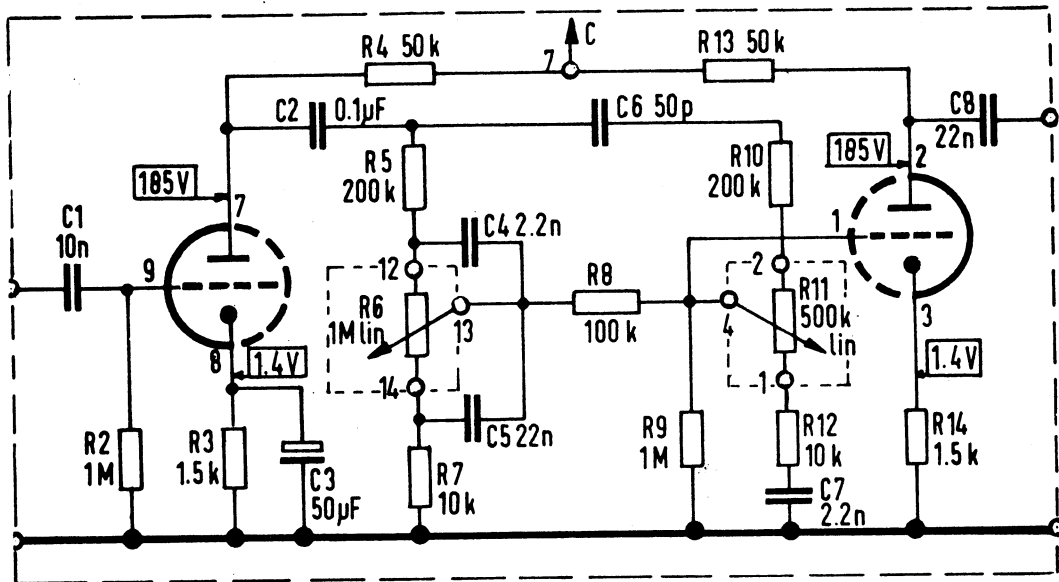 R4 50k
7
C
R13 50k
C2
0.1µF
C6 50p
C8
22n
R5
200k
R10
200k
185V
2
185V
7
C1
10n
C4 2.2n
1
9
12
2
R6
1M lin
13
R8
100k
4
R11
500k
lin
3
8
1.4V
14
1
1.4V
C5 22n
R2
1M
R3
1.5k
C3
50µF
R7
10k
R9
1M
R12
10k
C7
2.2n
R14
1.5k